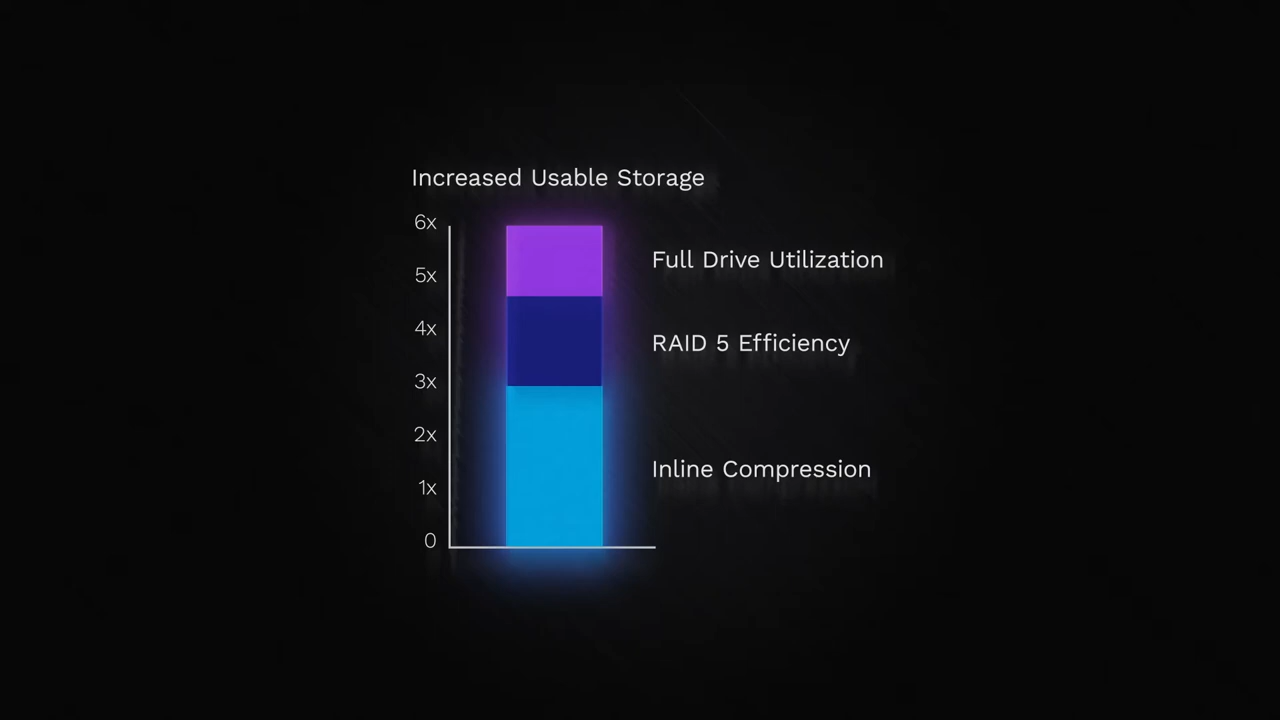 Increased Usable Storage
6x
5x
4x
3x
2x
1x
0
Full Drive Utilization
RAID 5 Efficiency
Inline Compression